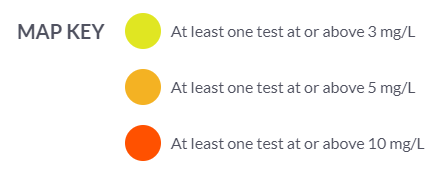 MAP KEY
At least one test at or above 3 mg/L
At least one test at or above 5 mg/L
At least one test at or above 10 mg/L